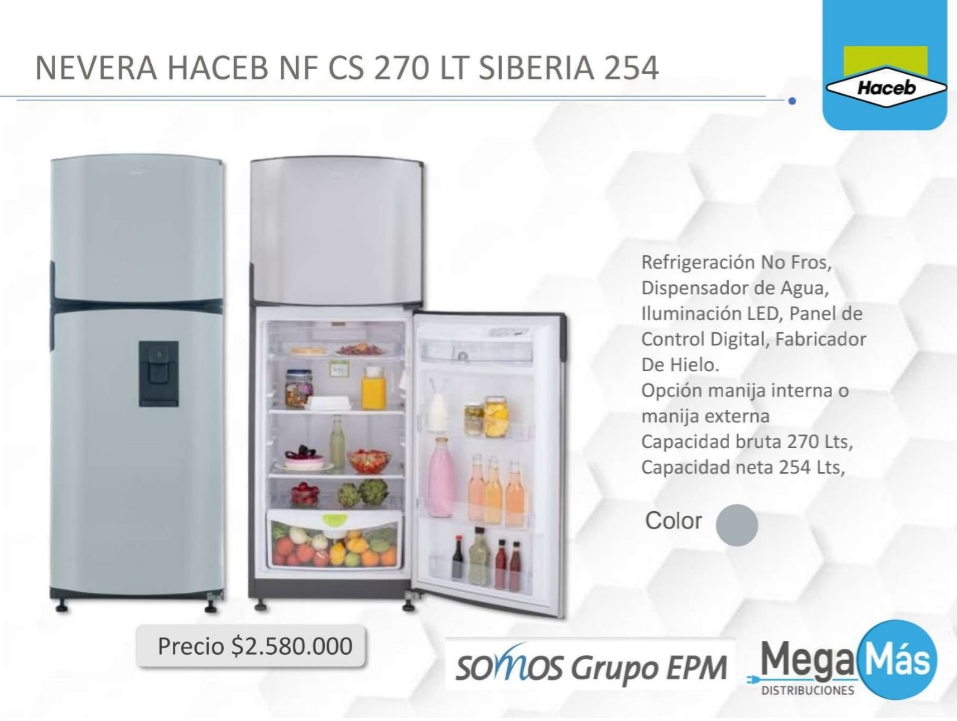 NEVERA HACEB NF CS 270 LT SIBERIA 254
Haceb
Refrigeración No Fros,
Dispensador de Agua,
Iluminación LED, Panel de
Control Digital, Fabricador
De Hielo.
Opción manija interna o
manija externa
Capacidad bruta 270 Lts,
Capacidad neta 254 Lts,
Color
Precio $2.580.000
somos Grupo EPM
Mega Más
DISTRIBUCIONES